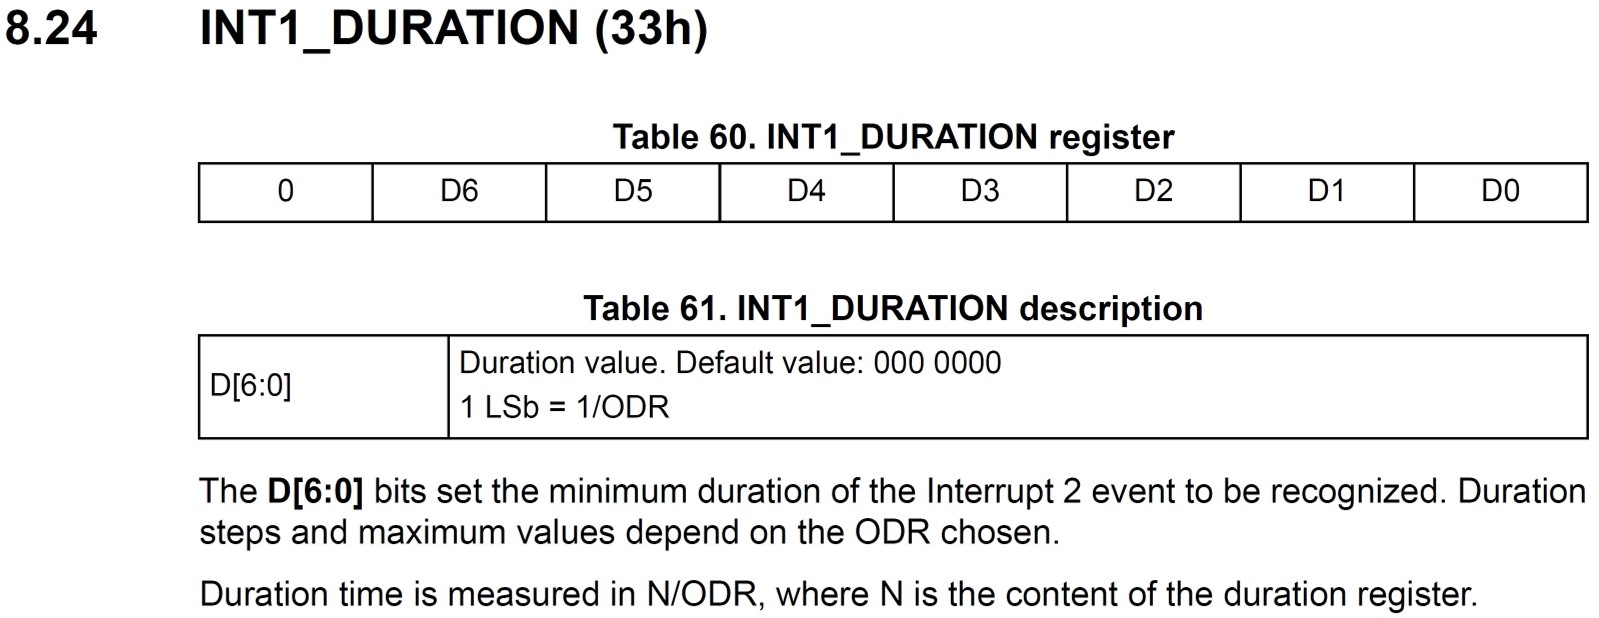 8.24 INT1_DURATION (33h)
Table 60. INT1_DURATION register
0 D6 D5 D4 D3 D2 D1 D0
Table 61. INT1_DURATION description
D[6:0] Duration value. Default value: 000 0000
1 LSb = 1/ODR
The D[6:0] bits set the minimum duration of the Interrupt 2 event to be recognized. Duration
steps and maximum values depend on the ODR chosen.
Duration time is measured in N/ODR, where N is the content of the duration register.